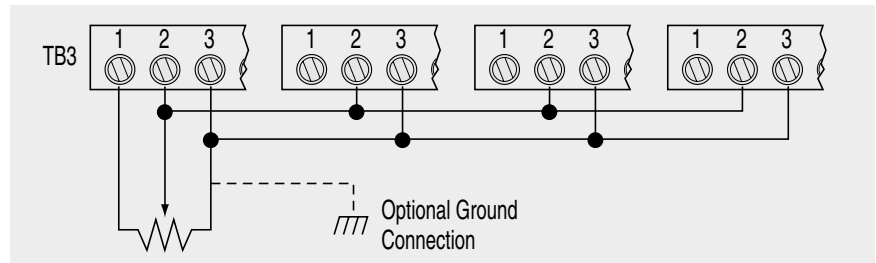 1 2 3 1 2 3 1 2 3 1 2 3
TB3
Optional Ground
Connection